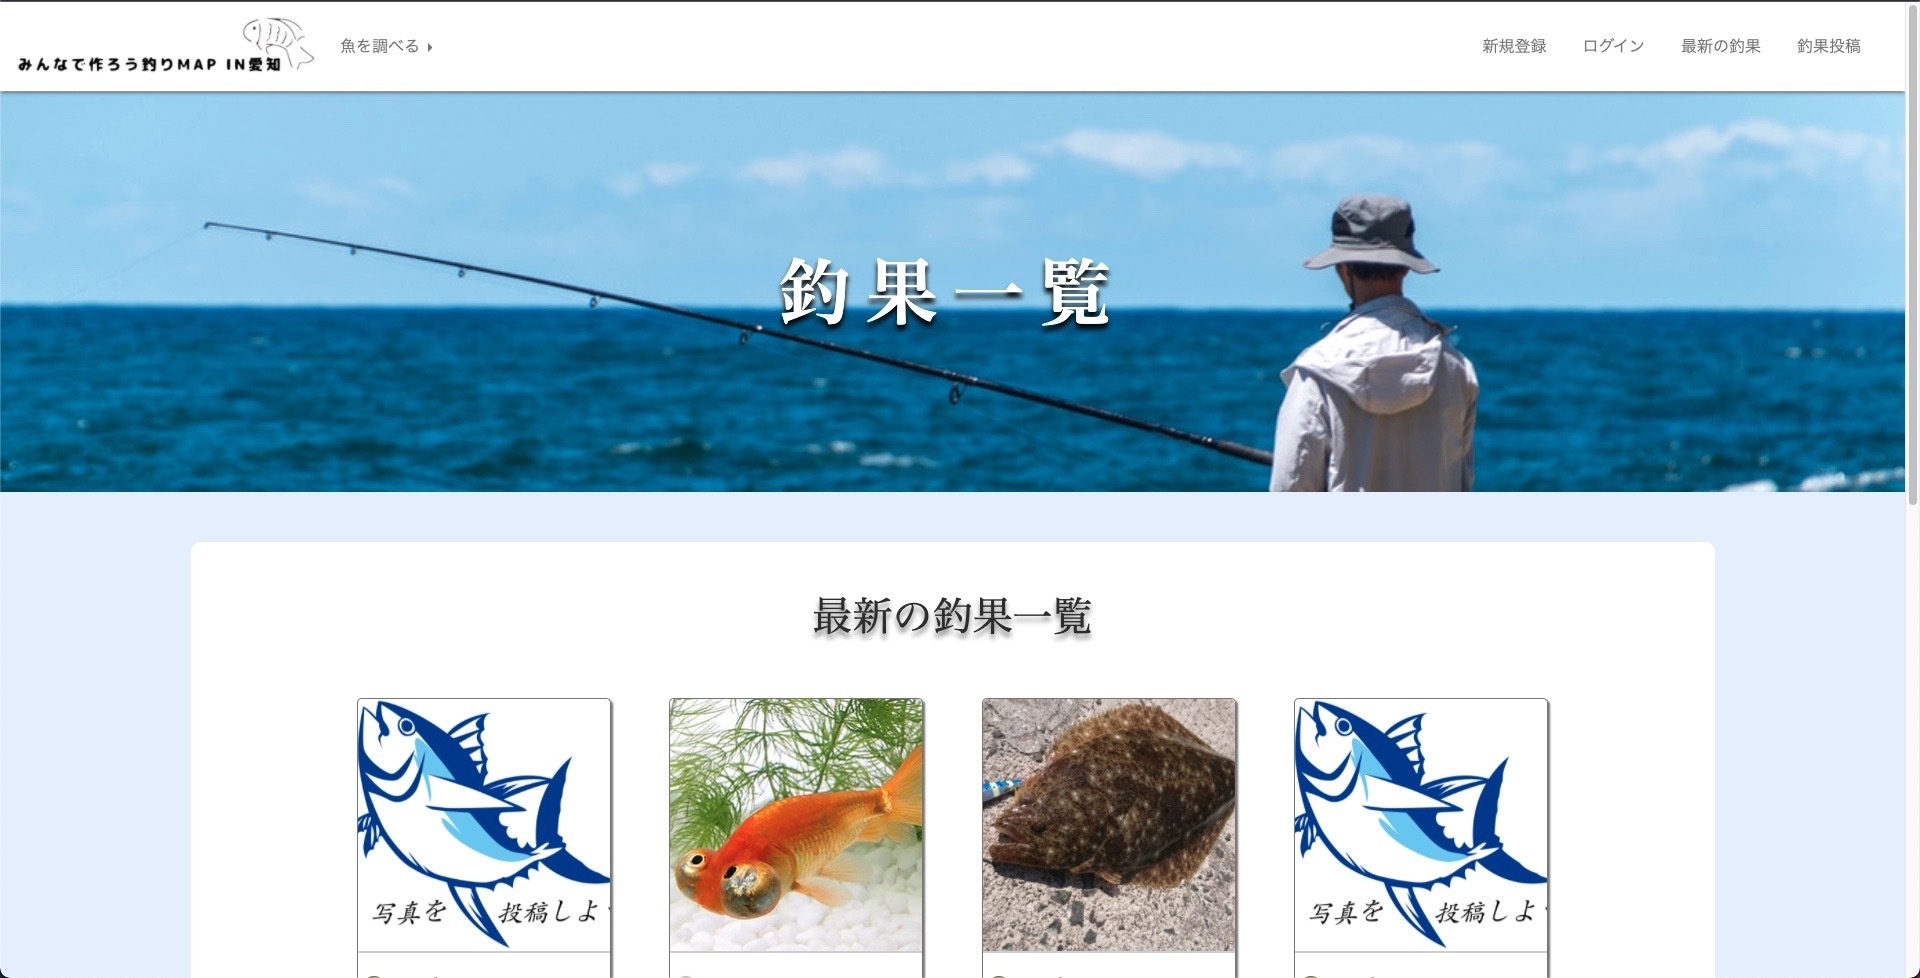 みんなで作ろう釣りMAP IN愛知
魚を調べる
新規登録
ログイン
最新の釣果
釣果投稿
釣果一覧
最新の釣果一覧
写真を 投稿しよ
写真を 投稿しよ